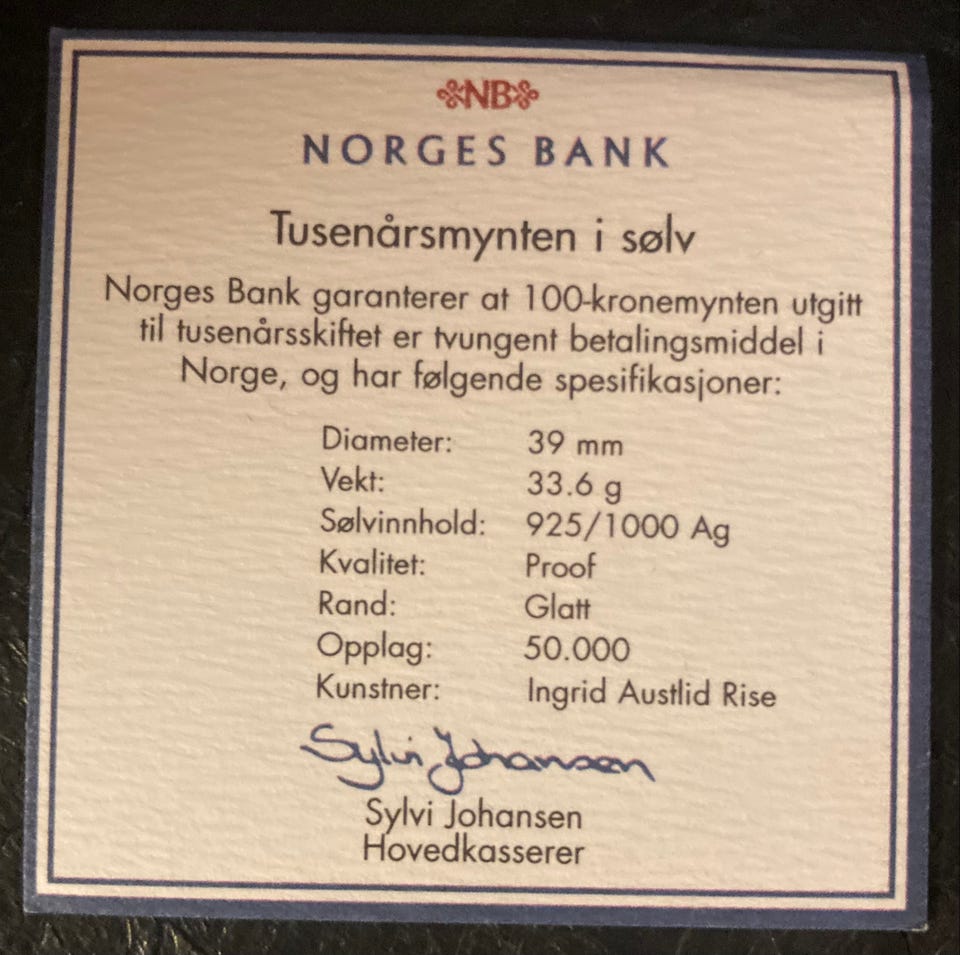 NB
NORGES BANK
Tusenårsmynten i sølv
Norges Bank garanterer at 100-kronemynten utgitt
til tusenårsskiftet er tvungent betalingsmiddel i
Norge, og har følgende spesifikasjoner:
Diameter: 39 mm
Vekt: 33.6 g
Sølvinnhold: 925/1000 Ag
Kvalitet: Proof
Rand: Glatt
Opplag: 50.000
Kunstner: Ingrid Austlid Rise
Sylvi Johansen
Sylvi Johansen
Hovedkasserer